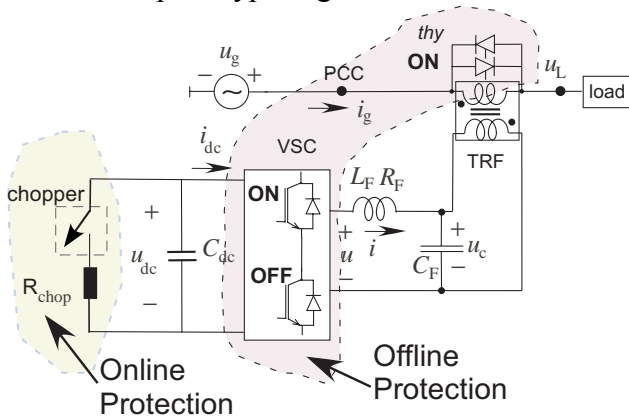 thy
ON
u_g
− +
PCC
u_L
load
i_g
TRF
i_dc
VSC
L_F R_F
chopper
ON
+
u_dc
−
C_dc
OFF
+
u
−
i
+
u_c
−
C_F
R_chop
Online
Protection
Offline
Protection